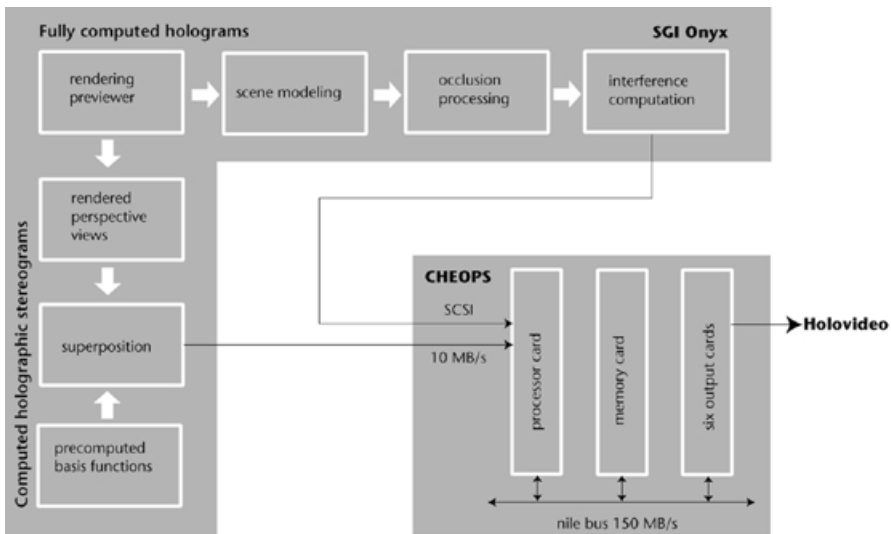 Fully computed holograms
SGI Onyx
rendering
previewer
scene modeling
occlusion
processing
interference
computation
rendered
perspective
views
Computed holographic stereograms
superposition
precomputed
basis functions
CHEOPS
SCSI
10 MB/s
processor card
memory card
six output cards
Holovideo
nile bus 150 MB/s